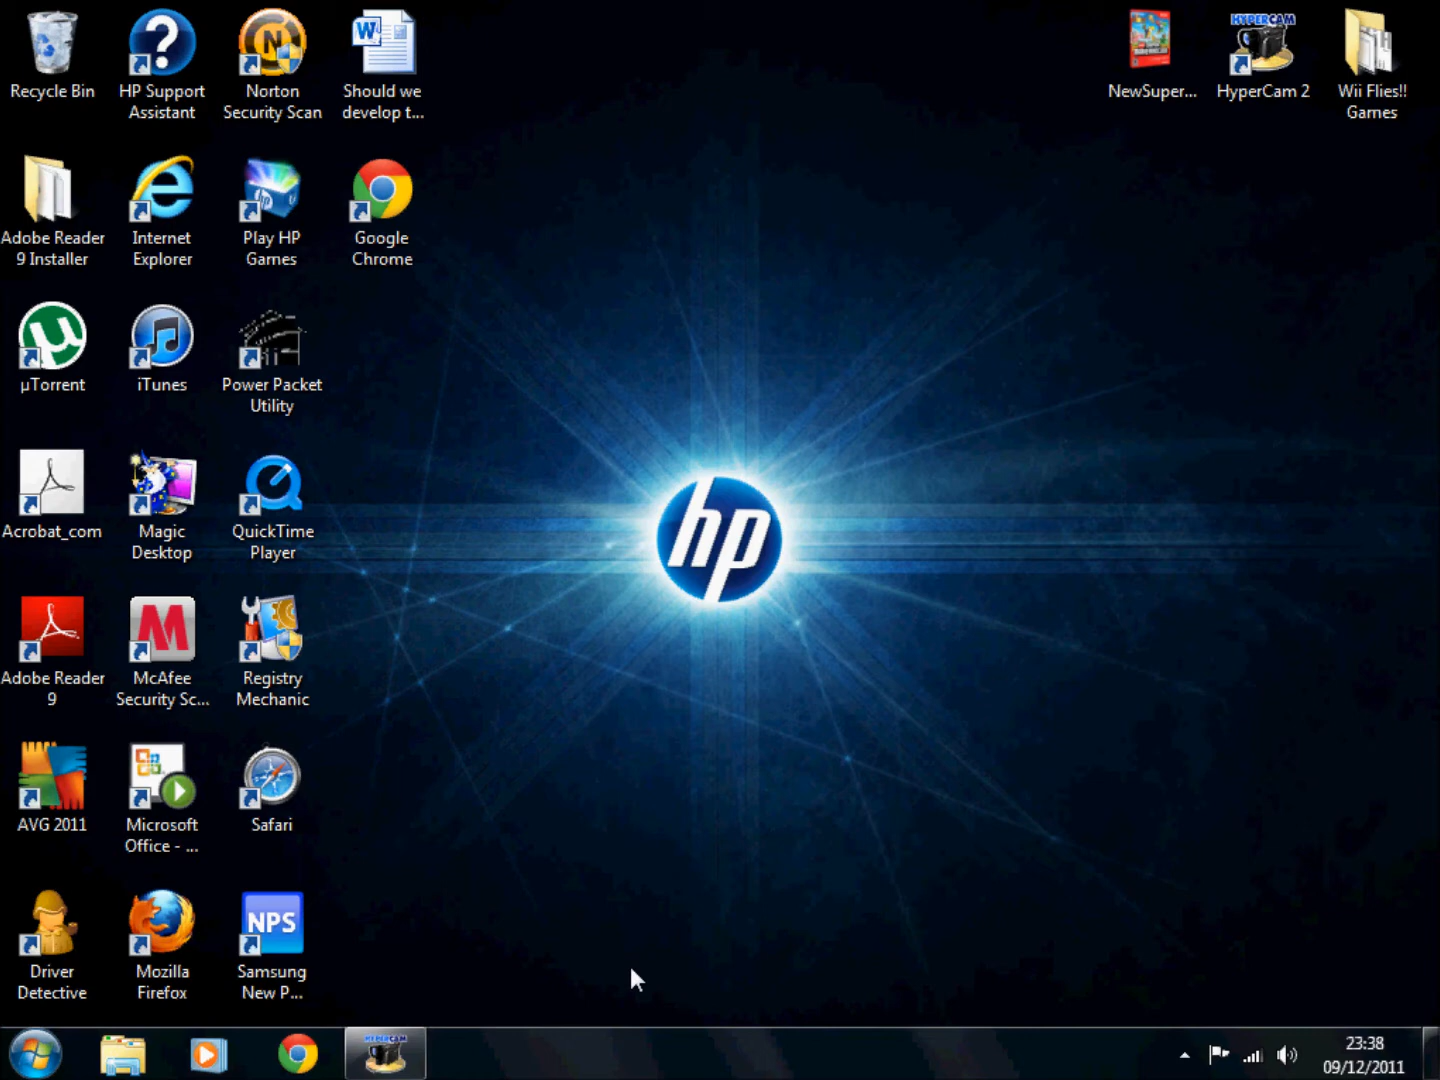 Recycle Bin
HP Support
Assistant
Norton
Security Scan
Should we
develop t...
NewSuper...
HYPERCAM
HyperCam 2
Wii Flies!!
Games
Adobe Reader
9 Installer
Internet
Explorer
Play HP
Games
Google
Chrome
µTorrent
iTunes
Power Packet
Utility
Acrobat_com
Magic
Desktop
QuickTime
Player
hp
Adobe Reader
9
McAfee
Security Sc...
Registry
Mechanic
AVG 2011
Microsoft
Office - ...
Safari
Driver
Detective
Mozilla
Firefox
NPS
Samsung
New P...
HYPERCAM
23:38
09/12/2011